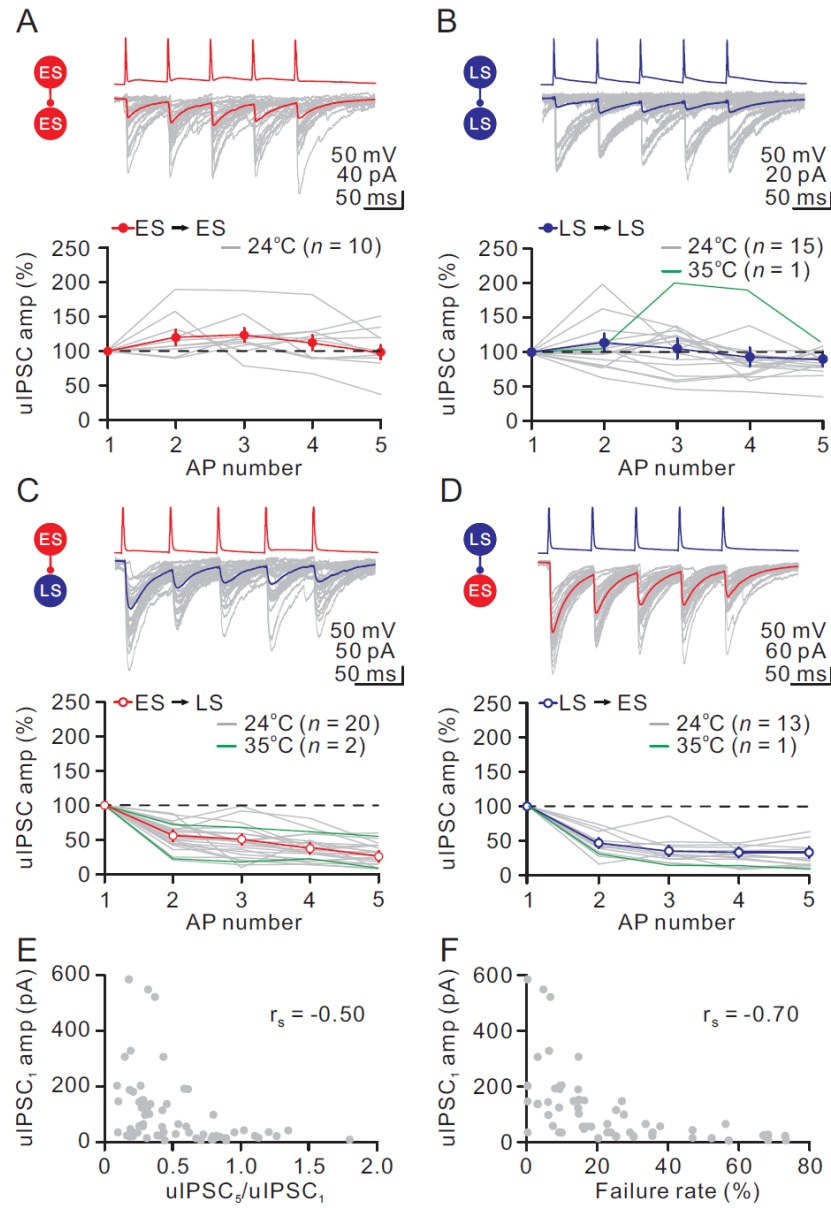 A
ES
ES
50 mV
40 pA
50 ms
ES → ES
24°C (n = 10)
uIPSC amp (%)
250
200
150
100
50
0
1 2 3 4 5
AP number
B
LS
LS
50 mV
20 pA
50 ms
LS → LS
24°C (n = 15)
35°C (n = 1)
uIPSC amp (%)
250
200
150
100
50
0
1 2 3 4 5
AP number
C
ES
LS
50 mV
50 pA
50 ms
ES → LS
24°C (n = 20)
35°C (n = 2)
uIPSC amp (%)
250
200
150
100
50
0
1 2 3 4 5
AP number
D
LS
ES
50 mV
60 pA
50 ms
LS → ES
24°C (n = 13)
35°C (n = 1)
uIPSC amp (%)
250
200
150
100
50
0
1 2 3 4 5
AP number
E
uIPSC₁ amp (pA)
600
400
200
0
rₛ = -0.50
0 0.5 1.0 1.5 2.0
uIPSC₅/uIPSC₁
F
uIPSC₁ amp (pA)
600
400
200
0
rₛ = -0.70
0 20 40 60 80
Failure rate (%)